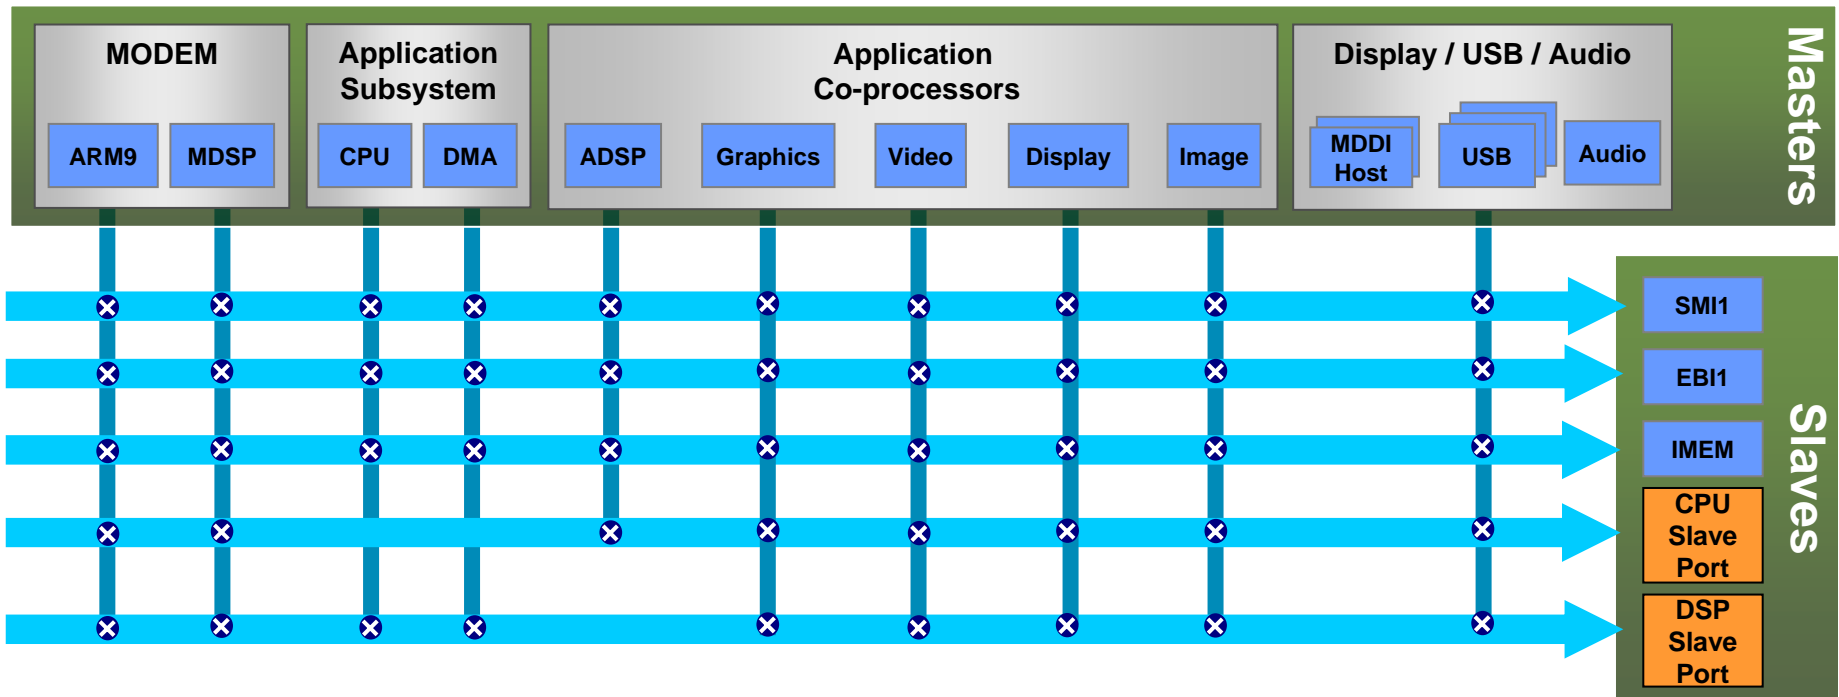 MODEM
ARM9
MDSP
Application
Subsystem
CPU
DMA
Application
Co-processors
ADSP
Graphics
Video
Display
Image
Display / USB / Audio
MDDI
Host
USB
Audio
Masters
SMI1
EBI1
IMEM
CPU
Slave
Port
DSP
Slave
Port
Slaves